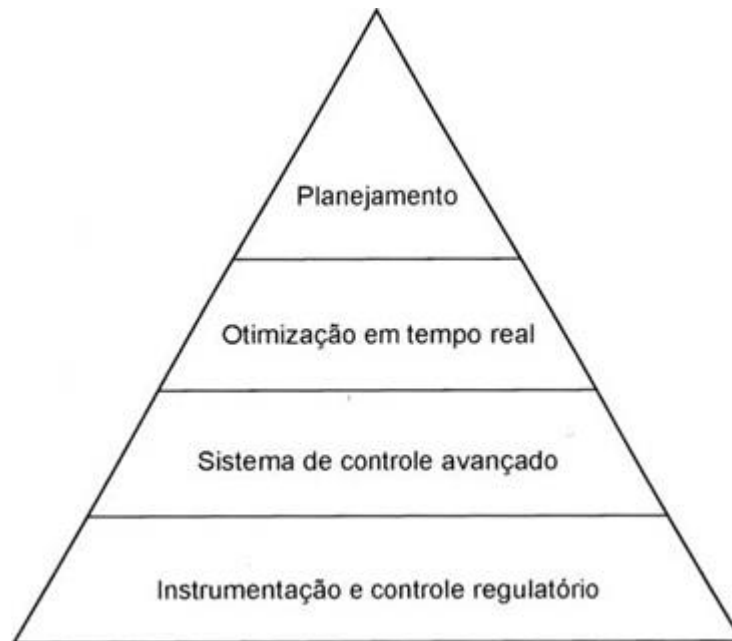 Planejamento
Otimização em tempo real
Sistema de controle avançado
Instrumentação e controle regulatório